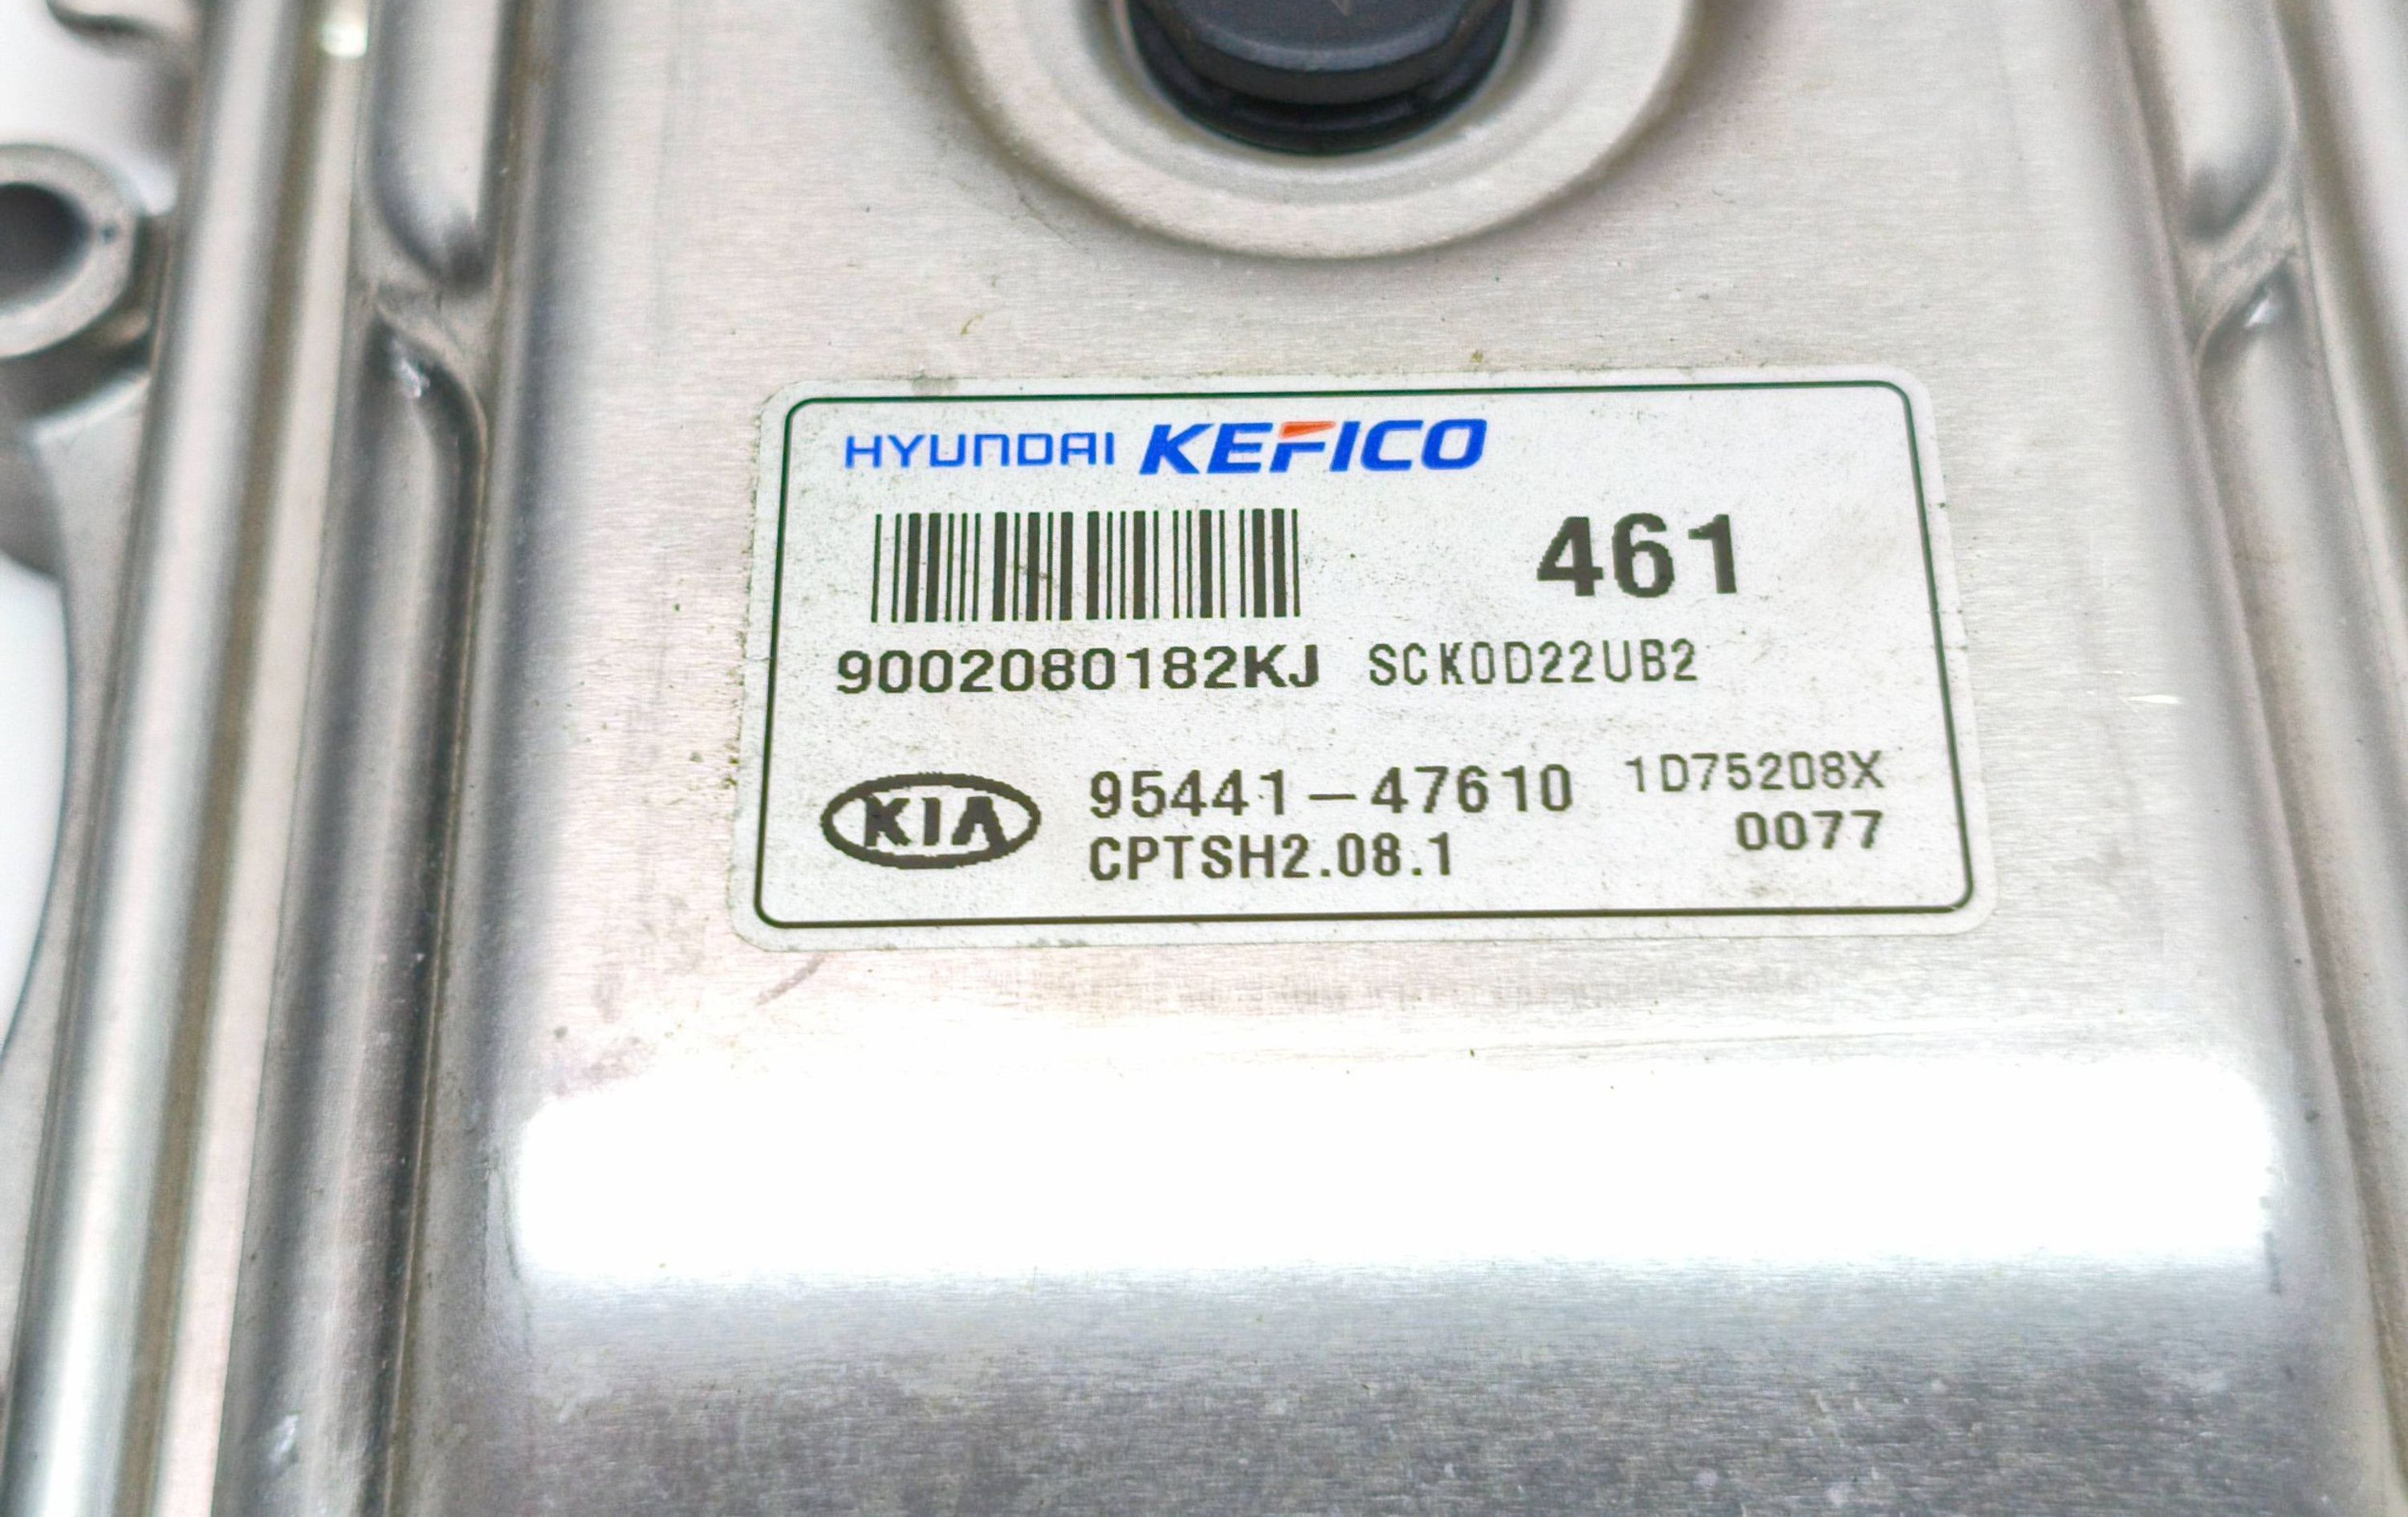 HYUNDAI KEFICO
461
9002080182KJ SCK0D22UB2
KIA 95441-47610 1D75208X
CPTSH2.08.1 0077